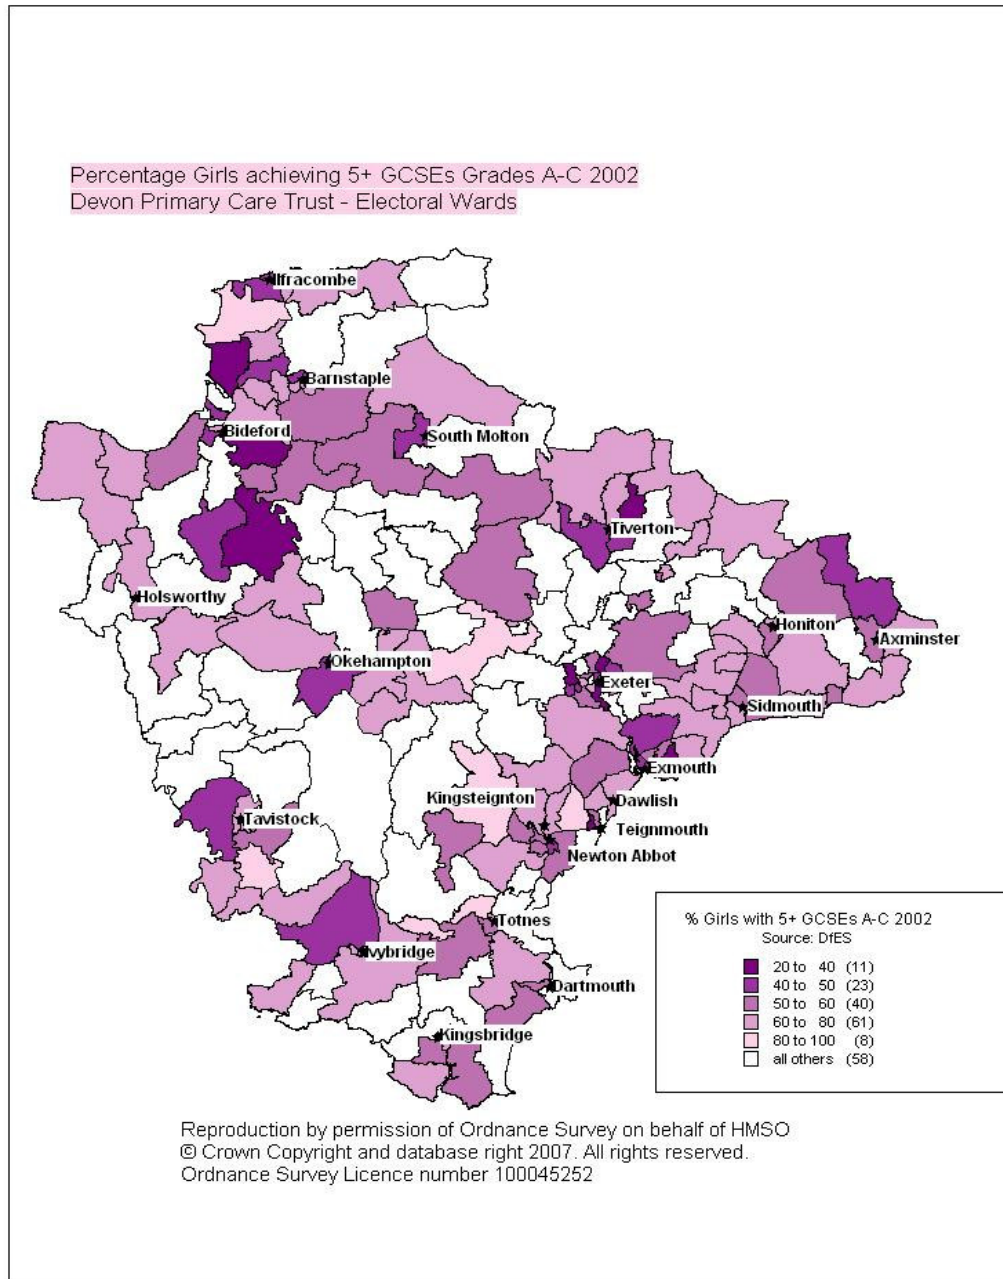 Percentage Girls achieving 5+ GCSEs Grades A-C 2002
Devon Primary Care Trust - Electoral Wards
Ilfracombe
Barnstaple
Bideford
South Molton
Tiverton
Holsworthy
Honiton
Axminster
Okehampton
Exeter
Sidmouth
Exmouth
Kingsteignton
Dawlish
Tavistock
Teignmouth
Newton Abbot
Totnes
Ivybridge
Dartmouth
Kingsbridge
% Girls with 5+ GCSEs A-C 2002
Source: DfES
20 to 40 (11)
40 to 50 (23)
50 to 60 (40)
60 to 80 (61)
80 to 100 (8)
all others (58)
Reproduction by permission of Ordnance Survey on behalf of HMSO
© Crown Copyright and database right 2007. All rights reserved.
Ordnance Survey Licence number 100045252